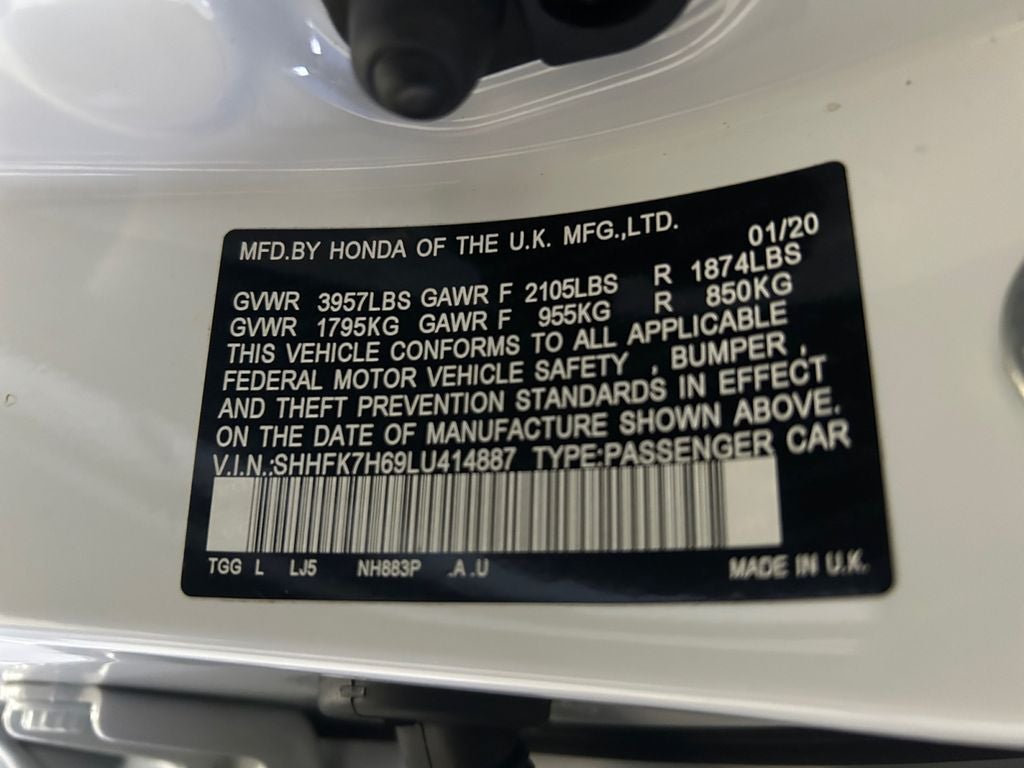 MFD.BY HONDA OF THE U.K. MFG.,LTD. 01/20
GVWR 3957LBS GAWR F 2105LBS R 1874LBS
GVWR 1795KG GAWR F 955KG R 850KG
THIS VEHICLE CONFORMS TO ALL APPLICABLE
FEDERAL MOTOR VEHICLE SAFETY , BUMPER ,
AND THEFT PREVENTION STANDARDS IN EFFECT
ON THE DATE OF MANUFACTURE SHOWN ABOVE.
V.I.N.:SHHFK7H69LU414887 TYPE:PASSENGER CAR
TGG L LJ5 NH883P .A .U MADE IN U.K.